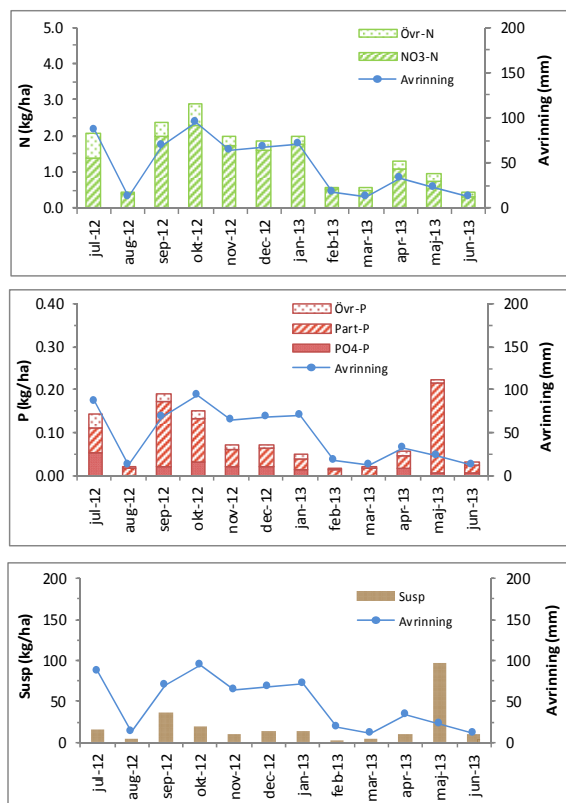 5.0
4.0
3.0
2.0
1.0
0.0
N (kg/ha)
200
150
100
50
0
Avrinning (mm)
Övr-N
NO3-N
Avrinning
jul-12
aug-12
sep-12
okt-12
nov-12
dec-12
jan-13
feb-13
mar-13
apr-13
maj-13
jun-13
0.40
0.30
0.20
0.10
0.00
P (kg/ha)
200
150
100
50
0
Avrinning (mm)
Övr-P
Part-P
PO4-P
Avrinning
jul-12
aug-12
sep-12
okt-12
nov-12
dec-12
jan-13
feb-13
mar-13
apr-13
maj-13
jun-13
200
150
100
50
0
Susp (kg/ha)
200
150
100
50
0
Avrinning (mm)
Susp
Avrinning
jul-12
aug-12
sep-12
okt-12
nov-12
dec-12
jan-13
feb-13
mar-13
apr-13
maj-13
jun-13